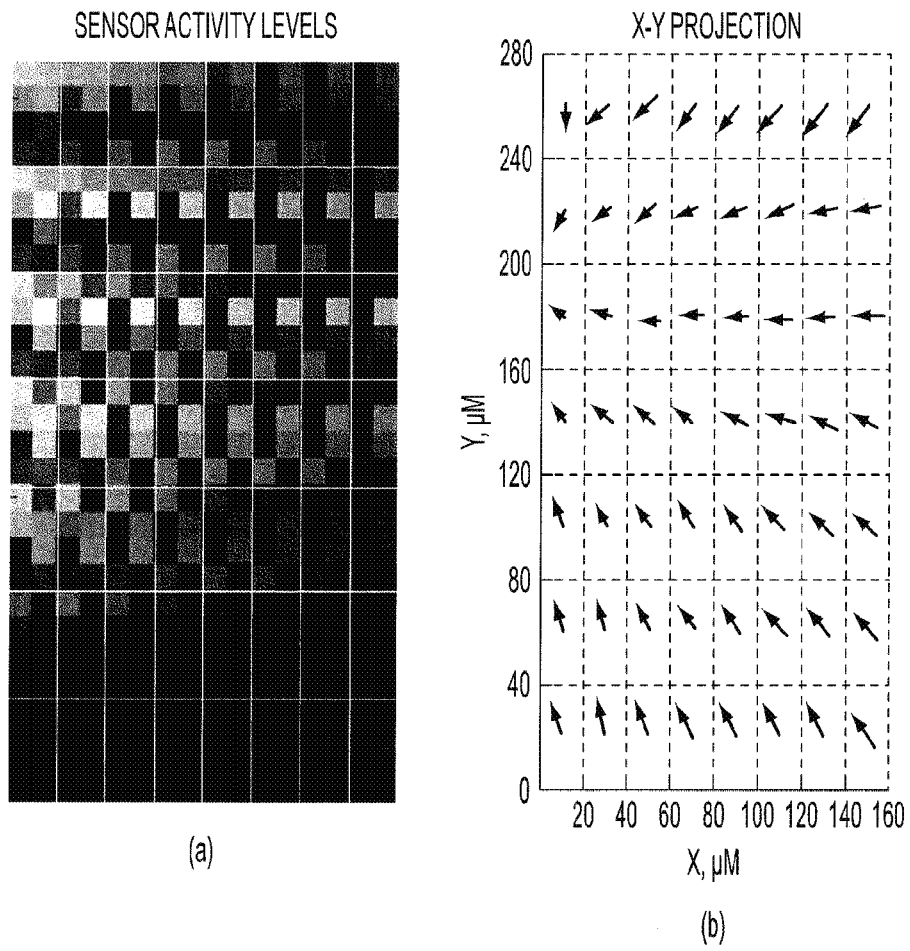 SENSOR ACTIVITY LEVELS
(a)
X-Y PROJECTION
280
240
200
160
120
80
40
0
Y, µM
20 40 60 80 100 120 140 160
X, µM
(b)